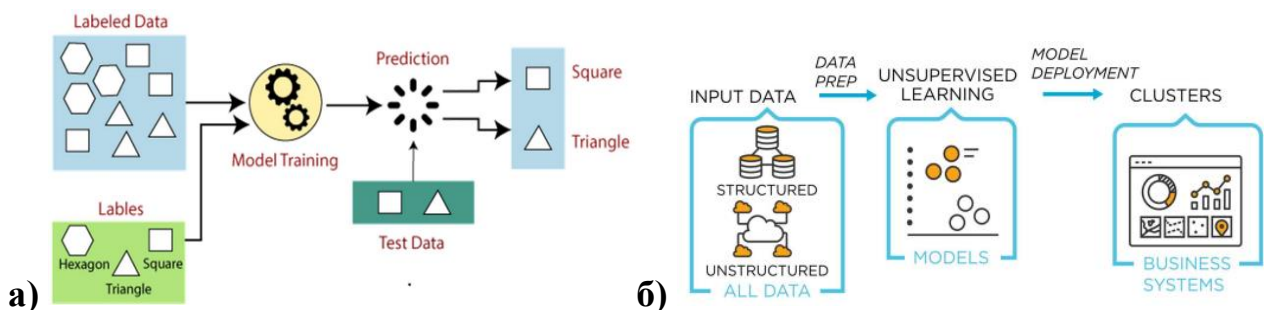 Labeled Data
Prediction
Square
Triangle
Model Training
Lables
Hexagon
Square
Triangle
Test Data
а)
DATA
PREP
MODEL
DEPLOYMENT
INPUT DATA
UNSUPERVISED
LEARNING
CLUSTERS
STRUCTURED
UNSTRUCTURED
ALL DATA
MODELS
BUSINESS
SYSTEMS
б)